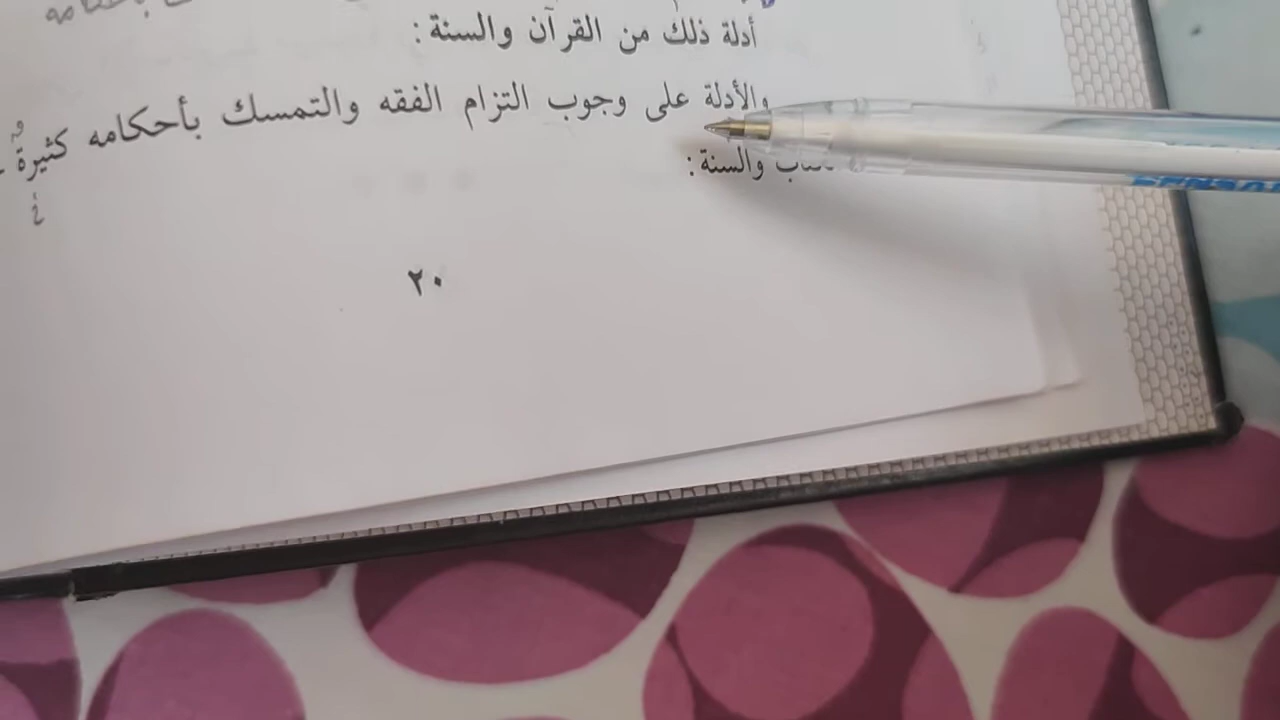 أدلة ذلك من القرآن والسنة :
والأدلة على وجوب التزام الفقه والتمسك بأحكامه كثيرةٌ
والسنة :
٢٠